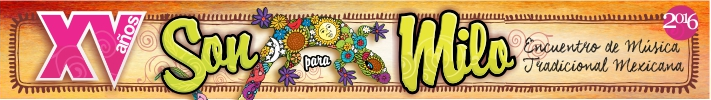 XV años
Son para Milo
Encuentro de Música
Tradicional Mexicana
2016